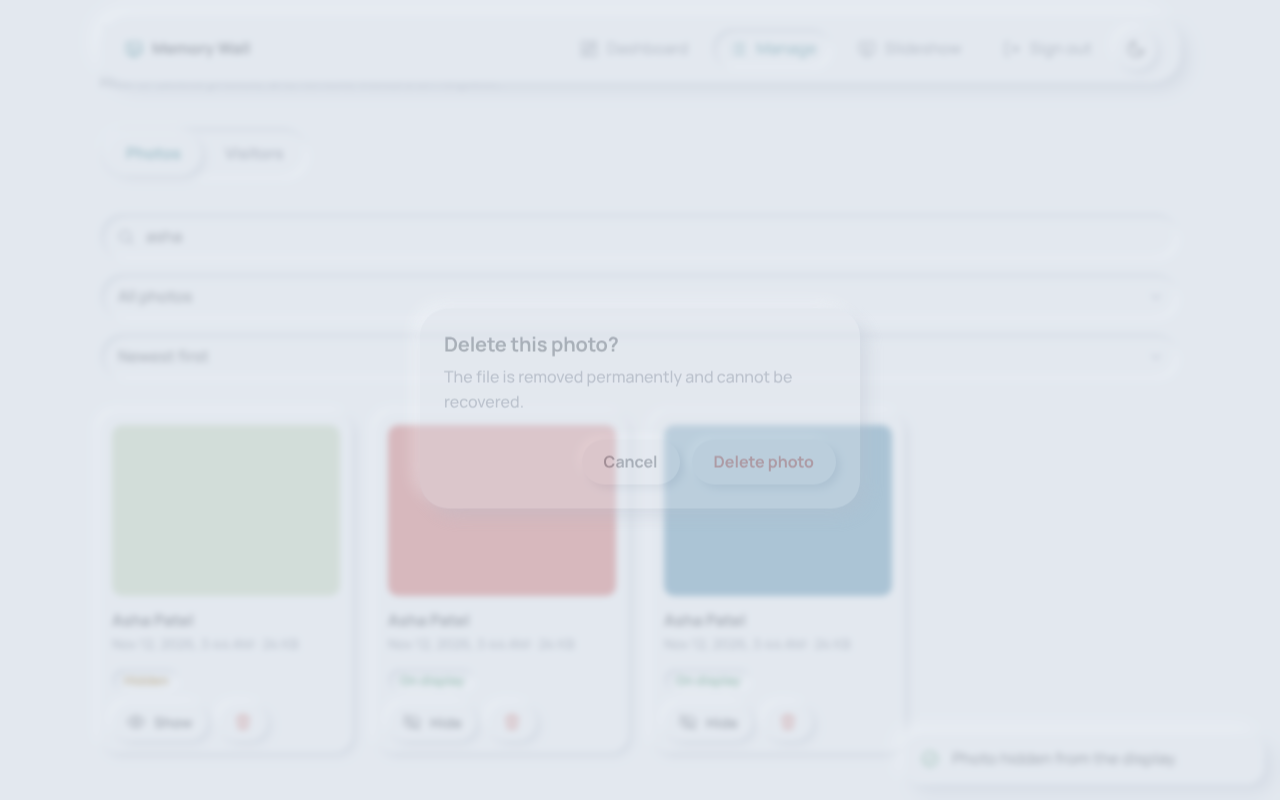 Memory Wall
Dashboard
Manage
Slideshow
Sign out
Photos
Visitors
asha
All photos
Newest first
Delete this photo?
The file is removed permanently and cannot be
recovered.
Cancel
Delete photo
Asha Patel
Asha Patel
Asha Patel
Hidden
On display
On display
Show
Hide
Hide
Photo hidden from the display